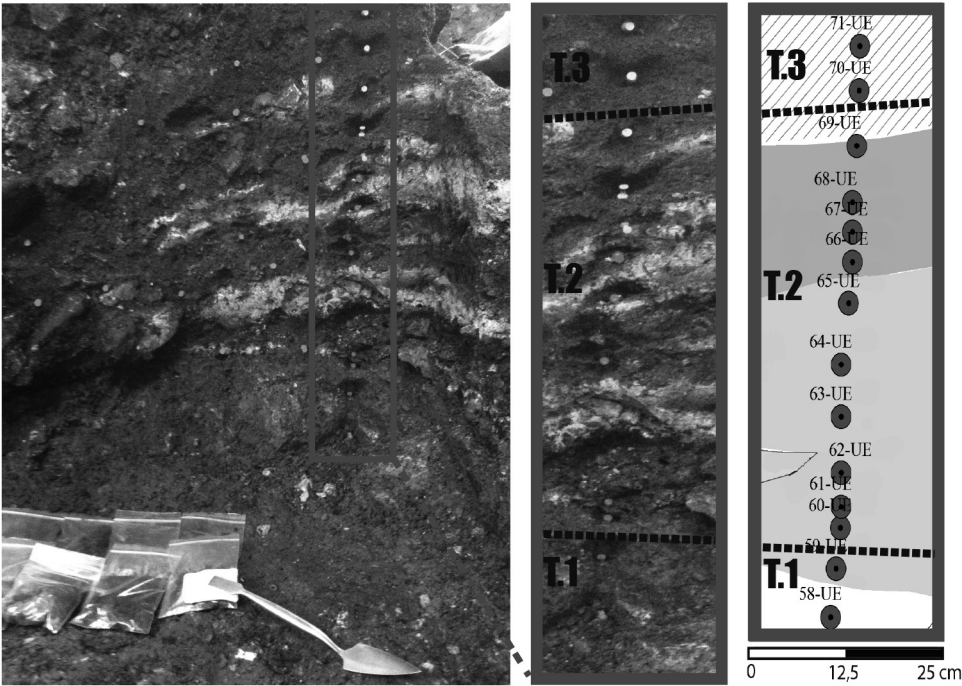 T.3
T.2
T.1
71-UE
T.3
70-UE
69-UE
68-UE
67-UE
66-UE
65-UE
T.2
64-UE
63-UE
62-UE
61-UE
60-UE
59-UE
T.1
58-UE
0 12,5 25 cm